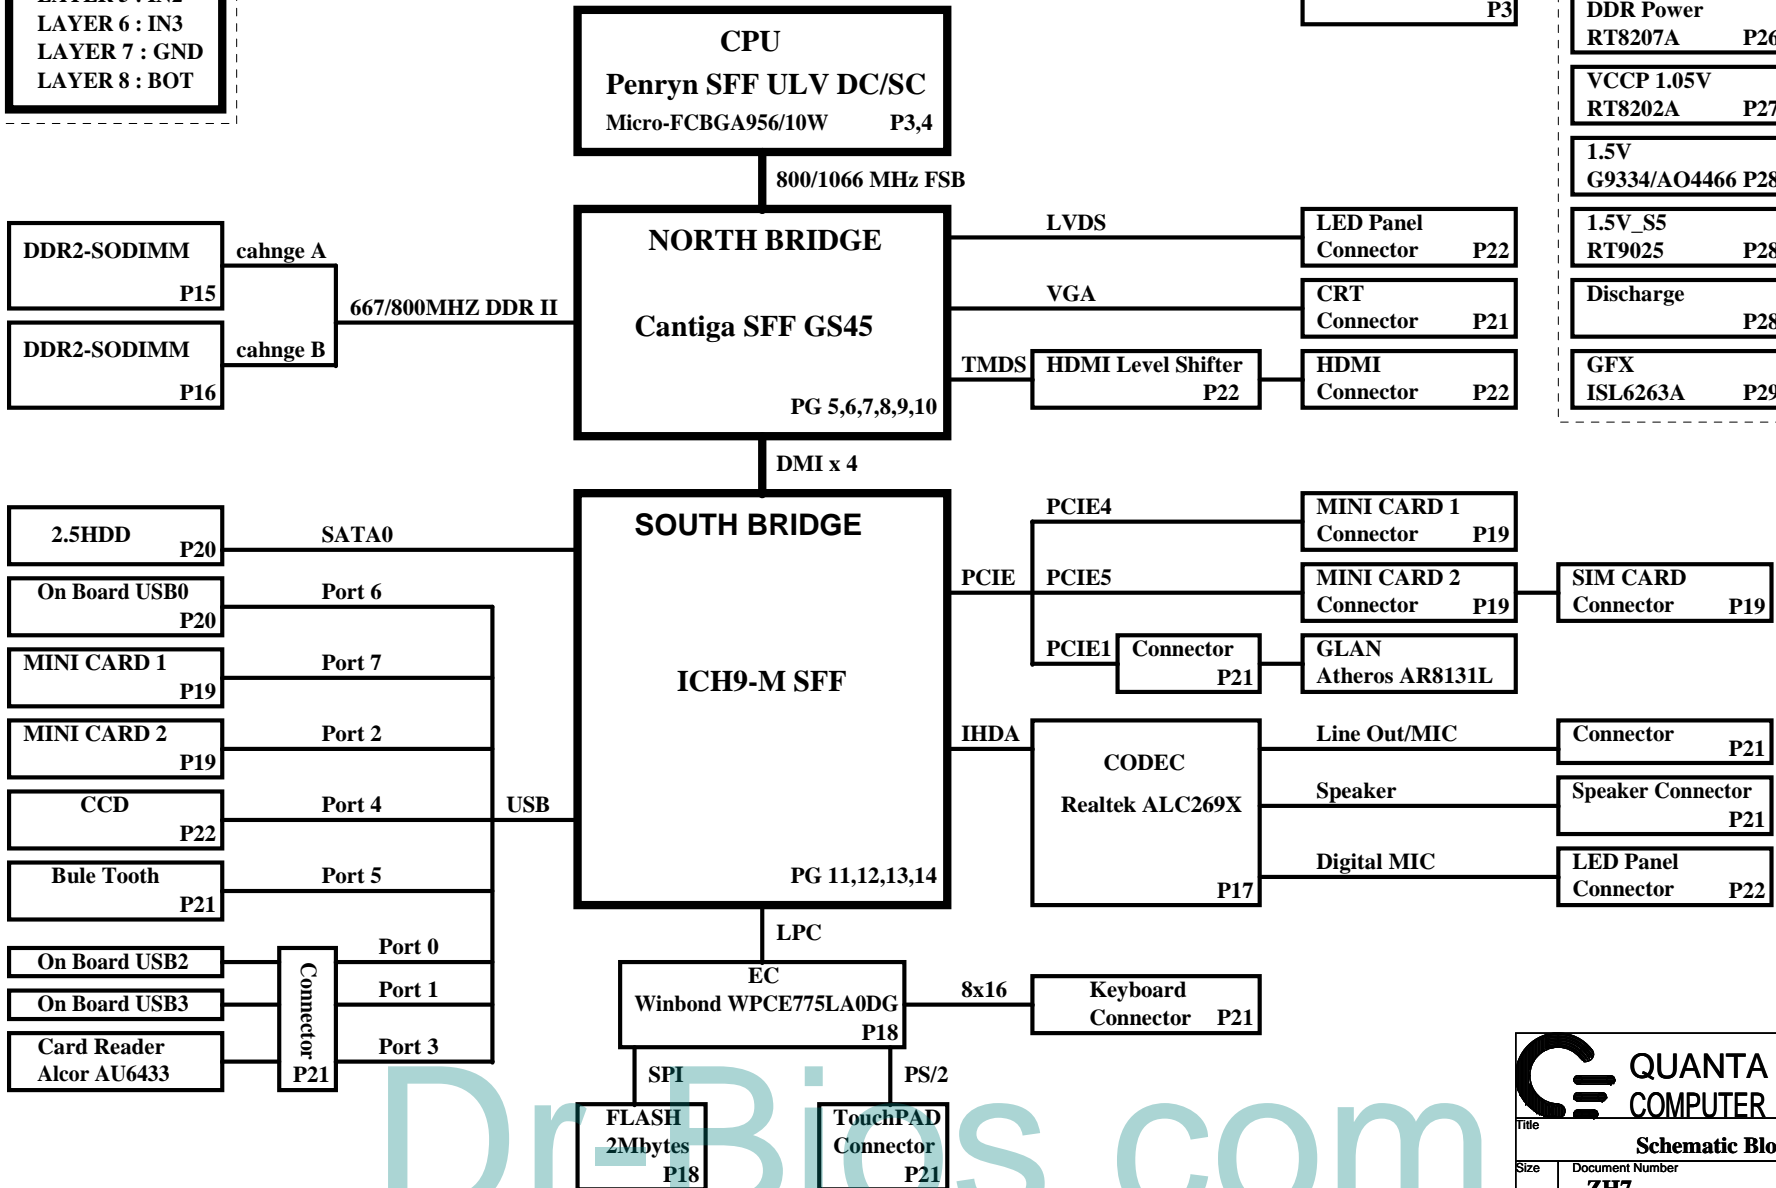 LAYER 6 : IN3
LAYER 7 : GND
LAYER 8 : BOT
CPU
Penryn SFF ULV DC/SC
Micro-FCBGA956/10W P3,4
P3
DDR Power
RT8207A P26
VCCP 1.05V
RT8202A P27
1.5V
G9334/AO4466 P28
1.5V_S5
RT9025 P28
Discharge
P28
GFX
ISL6263A P29
800/1066 MHz FSB
DDR2-SODIMM
P15
cahnge A
DDR2-SODIMM
P16
cahnge B
667/800MHZ DDR II
NORTH BRIDGE
Cantiga SFF GS45
PG 5,6,7,8,9,10
LVDS
LED Panel
Connector P22
VGA
CRT
Connector P21
TMDS
HDMI Level Shifter
P22
HDMI
Connector P22
DMI x 4
2.5HDD
P20
SATA0
On Board USB0
P20
Port 6
MINI CARD 1
P19
Port 7
MINI CARD 2
P19
Port 2
CCD
P22
Port 4
USB
Bule Tooth
P21
Port 5
On Board USB2
Port 0
On Board USB3
Port 1
Card Reader
Alcor AU6433
Port 3
Connector
P21
SOUTH BRIDGE
ICH9-M SFF
PG 11,12,13,14
PCIE
PCIE4
MINI CARD 1
Connector P19
PCIE5
MINI CARD 2
Connector P19
SIM CARD
Connector P19
PCIE1
Connector
P21
GLAN
Atheros AR8131L
IHDA
CODEC
Realtek ALC269X
P17
Line Out/MIC
Connector
P21
Speaker
Speaker Connector
P21
Digital MIC
LED Panel
Connector P22
LPC
EC
Winbond WPCE775LA0DG
P18
8x16
Keyboard
Connector P21
SPI
PS/2
FLASH
2Mbytes
P18
TouchPAD
Connector
P21
Dr-Bios.com
QUANTA
COMPUTER
Title
Schematic Blo
Size
Document Number
ZH7